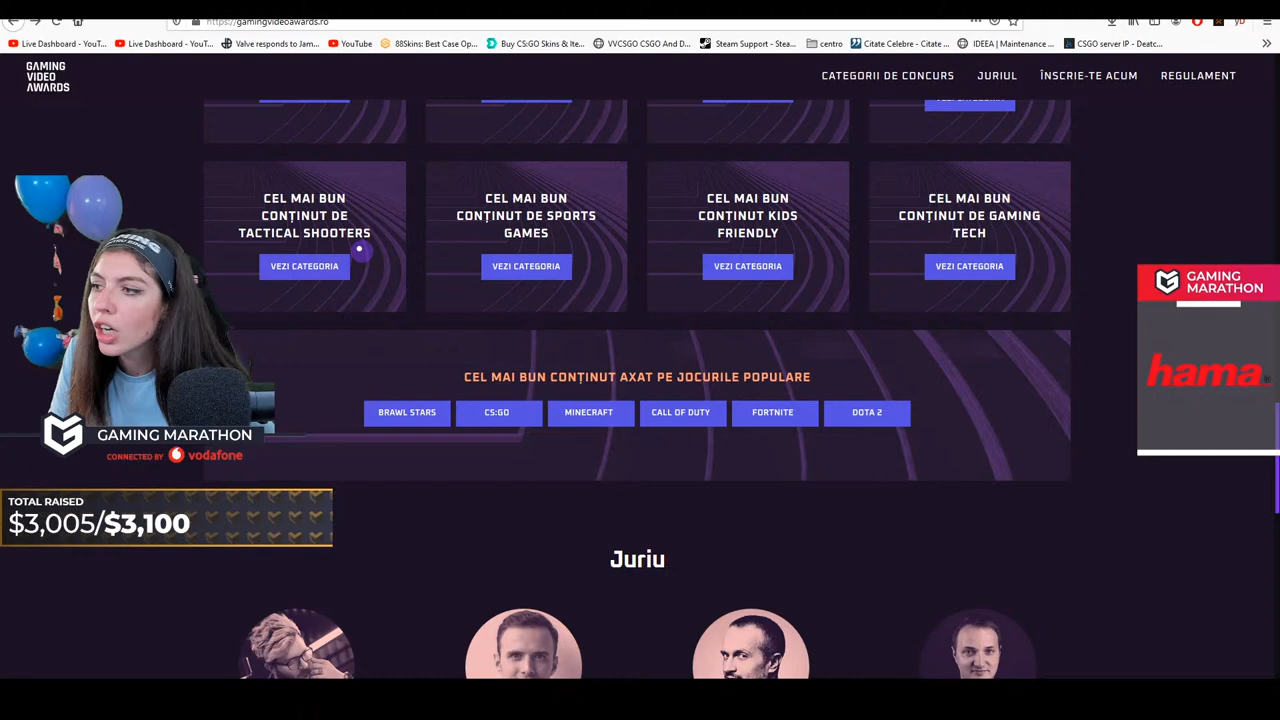 https://gamingvideoawards.ro
Live Dashboard - YouT...
Live Dashboard - YouT...
Valve responds to Jam...
YouTube
88Skins: Best Case Op...
Buy CS:GO Skins & Ite...
VVCSGO CSGO And D...
Steam Support - Stea...
centro
Citate Celebre - Citate ...
IDEEA | Maintenance ...
CSGO server IP - Deatc...
GAMING
VIDEO
AWARDS
CATEGORII DE CONCURS
JURIUL
ÎNSCRIE-TE ACUM
REGULAMENT
CEL MAI BUN
CONȚINUT DE
TACTICAL SHOOTERS
VEZI CATEGORIA
CEL MAI BUN
CONȚINUT DE SPORTS
GAMES
VEZI CATEGORIA
CEL MAI BUN
CONȚINUT KIDS
FRIENDLY
VEZI CATEGORIA
CEL MAI BUN
CONȚINUT DE GAMING
TECH
VEZI CATEGORIA
GAMING
MARATHON
hama
CEL MAI BUN CONȚINUT AXAT PE JOCURILE POPULARE
BRAWL STARS
CS:GO
MINECRAFT
CALL OF DUTY
FORTNITE
DOTA 2
GAMING MARATHON
CONNECTED BY vodafone
TOTAL RAISED
$3,005/$3,100
Juriu